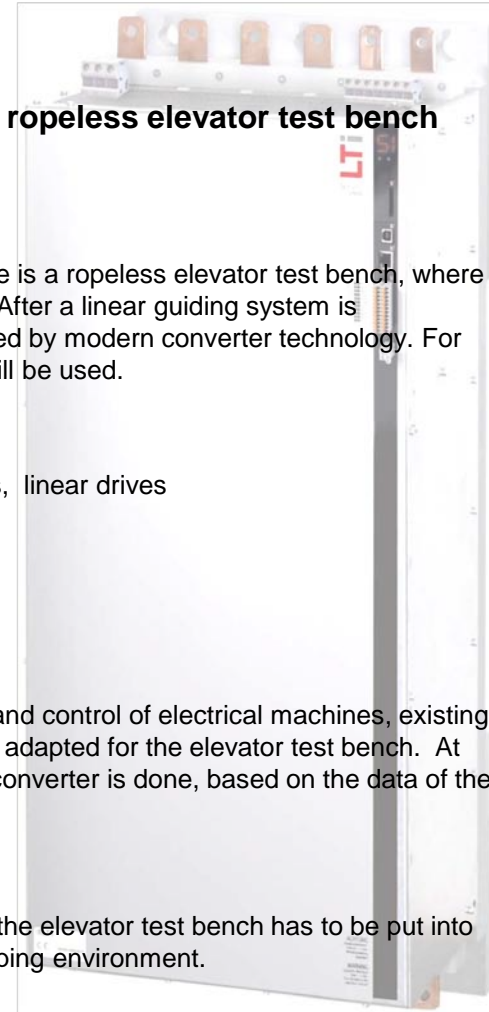 ropeless elevator test bench
e is a ropeless elevator test bench, where
After a linear guiding system is
ed by modern converter technology. For
ill be used.
s, linear drives
and control of electrical machines, existing
adapted for the elevator test bench. At
converter is done, based on the data of the
the elevator test bench has to be put into
ping environment.
LTi